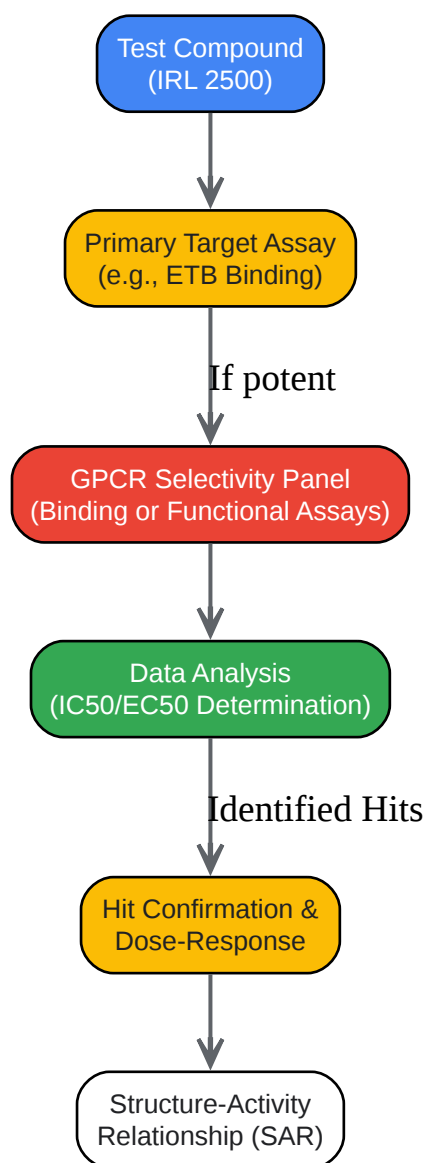 Test Compound
(IRL 2500)
Primary Target Assay
(e.g., ETB Binding)
If potent
GPCR Selectivity Panel
(Binding or Functional Assays)
Data Analysis
(IC50/EC50 Determination)
Identified Hits
Hit Confirmation &
Dose-Response
Structure-Activity
Relationship (SAR)